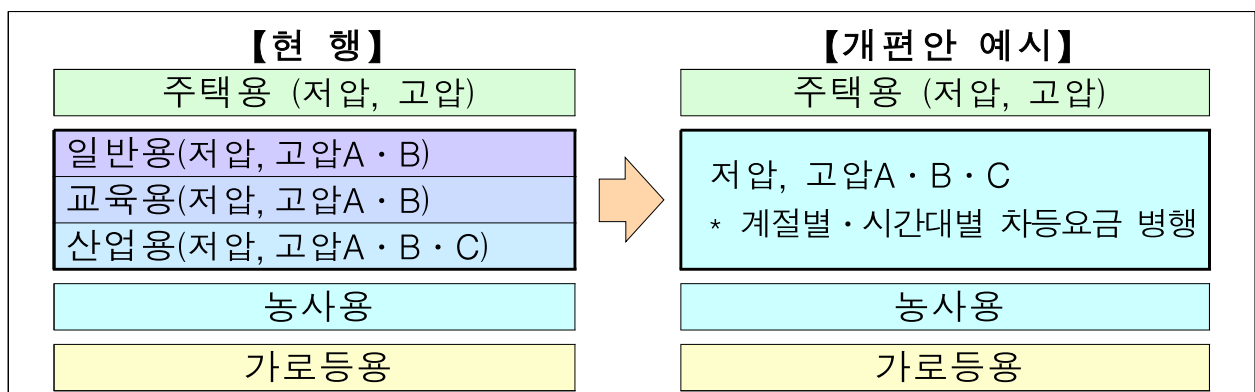 【현 행】
주택용 (저압, 고압)
일반용(저압, 고압A・B)
교육용(저압, 고압A・B)
산업용(저압, 고압A・B・C)
농사용
가로등용
【개편안 예시】
주택용 (저압, 고압)
저압, 고압A・B・C
* 계절별・시간대별 차등요금 병행
농사용
가로등용